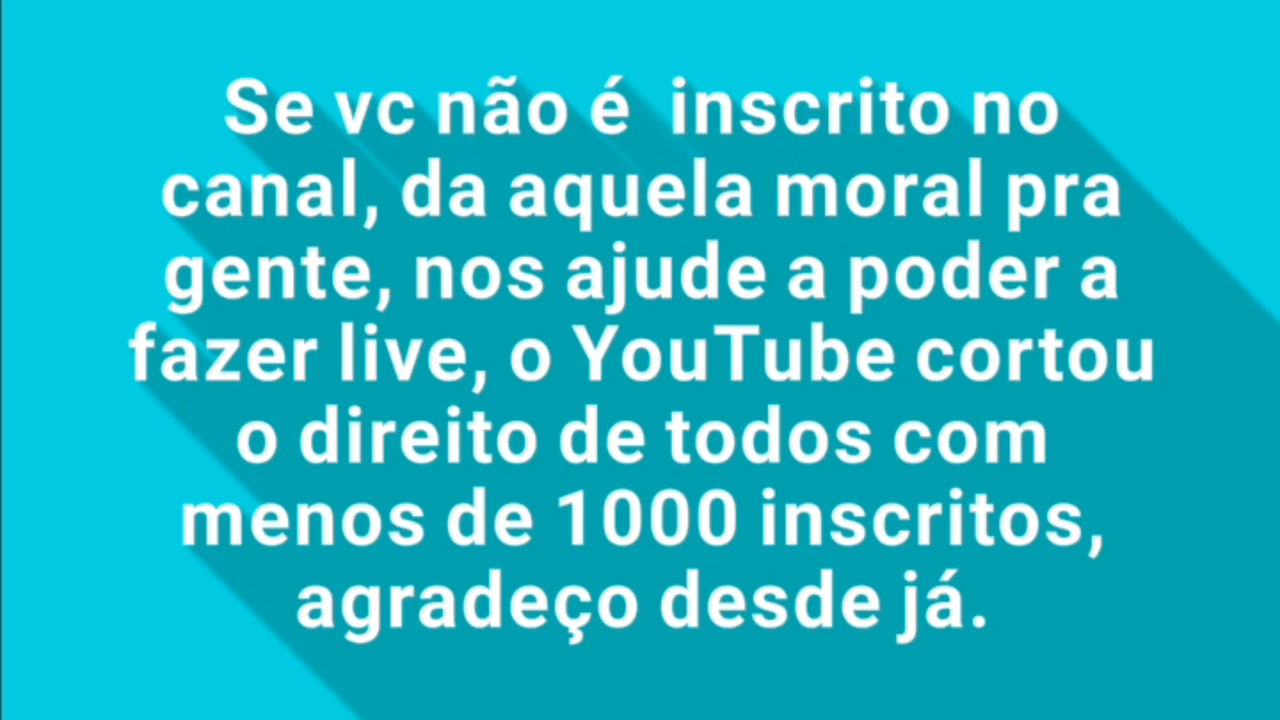 Se vc não é inscrito no
canal, da aquela moral pra
gente, nos ajude a poder a
fazer live, o YouTube cortou
o direito de todos com
menos de 1000 inscritos,
agradeço desde já.